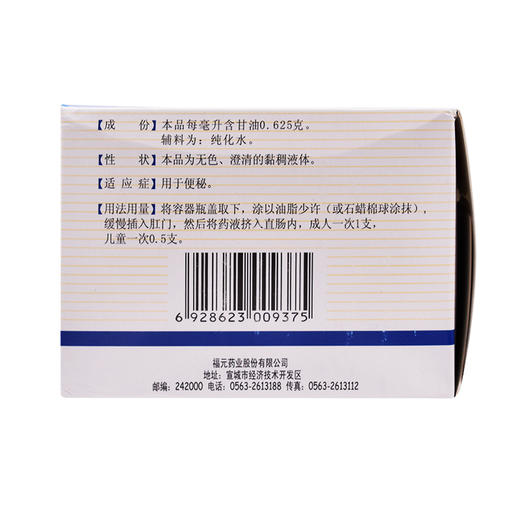 【成　份】本品每毫升含甘油0.625克。
辅料为：纯化水。
【性　状】本品为无色、澄清的黏稠液体。
【适应症】用于便秘。
【用法用量】将容器瓶盖取下，涂以油脂少许（或石蜡棉球涂抹），
缓慢插入肛门，然后将药液挤入直肠内，成人一次1支，
儿童一次0.5支。
6 928623 009375
福元药业股份有限公司
地址：宣城市经济技术开发区
邮编：242000 电话：0563-2613188 传真：0563-2613112